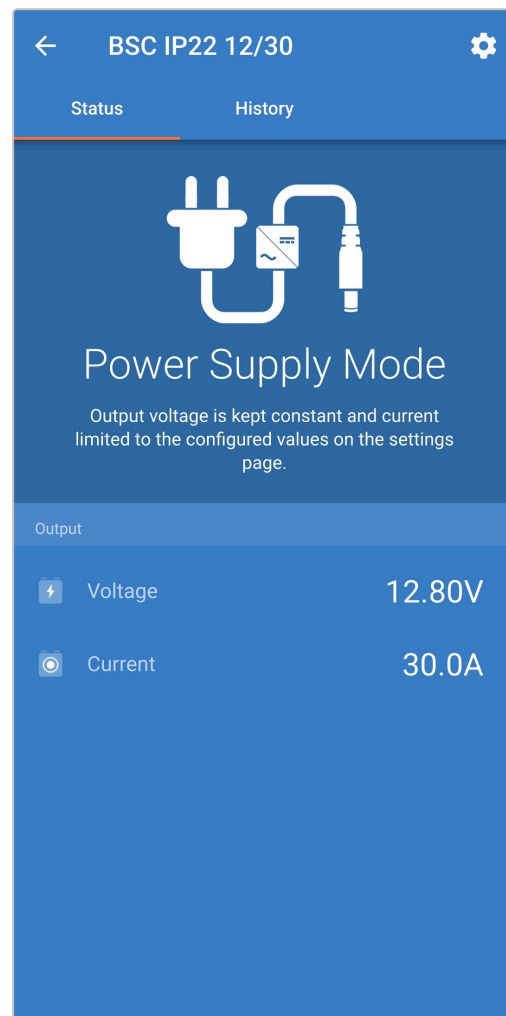 BSC IP22 12/30
Status History
Power Supply Mode
Output voltage is kept constant and current
limited to the configured values on the settings
page.
Output
Voltage 12.80V
Current 30.0A